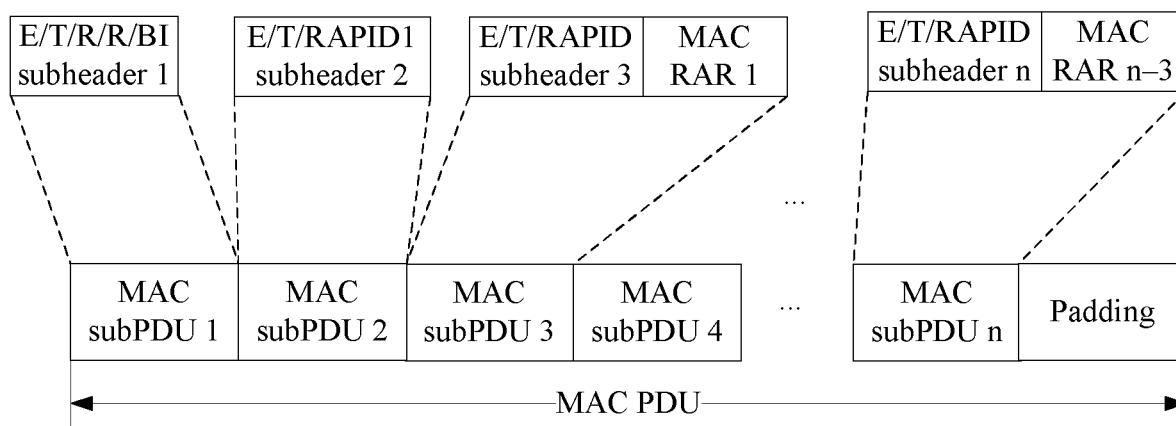 E/T/R/R/BI
subheader 1
E/T/RAPID1
subheader 2
E/T/RAPID
subheader 3
MAC
RAR 1
E/T/RAPID
subheader n
MAC
RAR n–3
...
MAC
subPDU 1
MAC
subPDU 2
MAC
subPDU 3
MAC
subPDU 4
...
MAC
subPDU n
Padding
MAC PDU